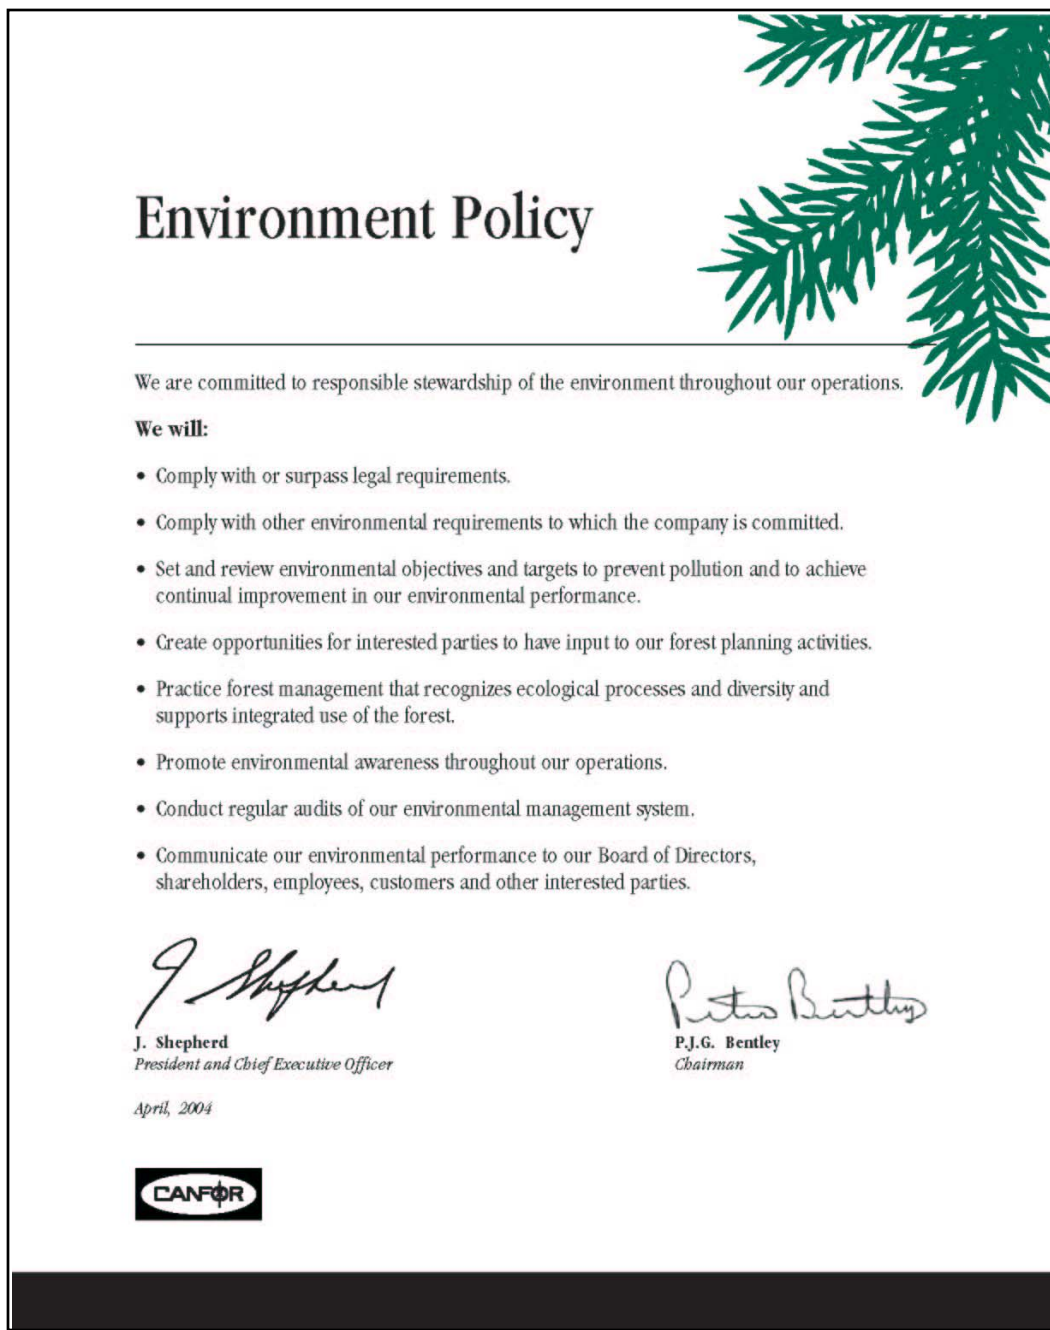 Environment Policy
We are committed to responsible stewardship of the environment throughout our operations.
We will:
• Comply with or surpass legal requirements.
• Comply with other environmental requirements to which the company is committed.
• Set and review environmental objectives and targets to prevent pollution and to achieve
continual improvement in our environmental performance.
• Create opportunities for interested parties to have input to our forest planning activities.
• Practice forest management that recognizes ecological processes and diversity and
supports integrated use of the forest.
• Promote environmental awareness throughout our operations.
• Conduct regular audits of our environmental management system.
• Communicate our environmental performance to our Board of Directors,
shareholders, employees, customers and other interested parties.
J Shepherd
Peter Bentley
J. Shepherd
P.J.G. Bentley
President and Chief Executive Officer
Chairman
April, 2004
CANFOR